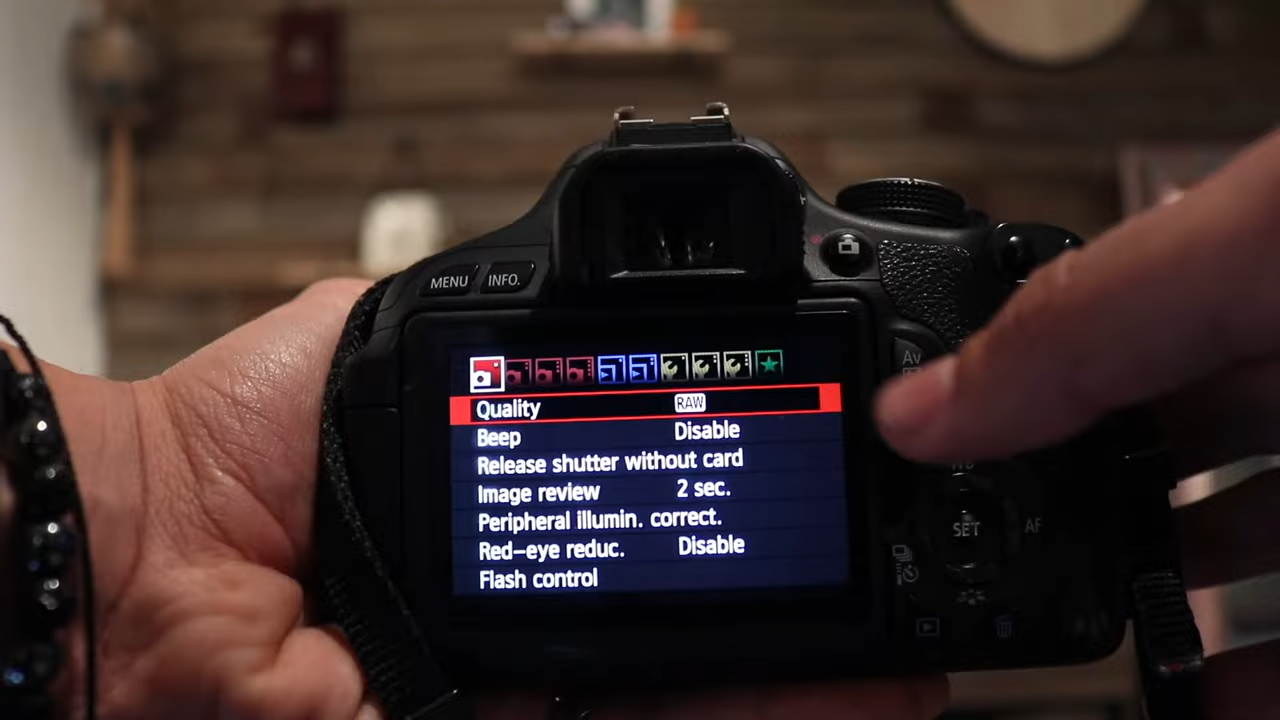 MENU INFO.
Av
Quality RAW
Beep Disable
Release shutter without card
Image review 2 sec.
Peripheral illumin. correct.
Red-eye reduc. Disable
Flash control
SET AF